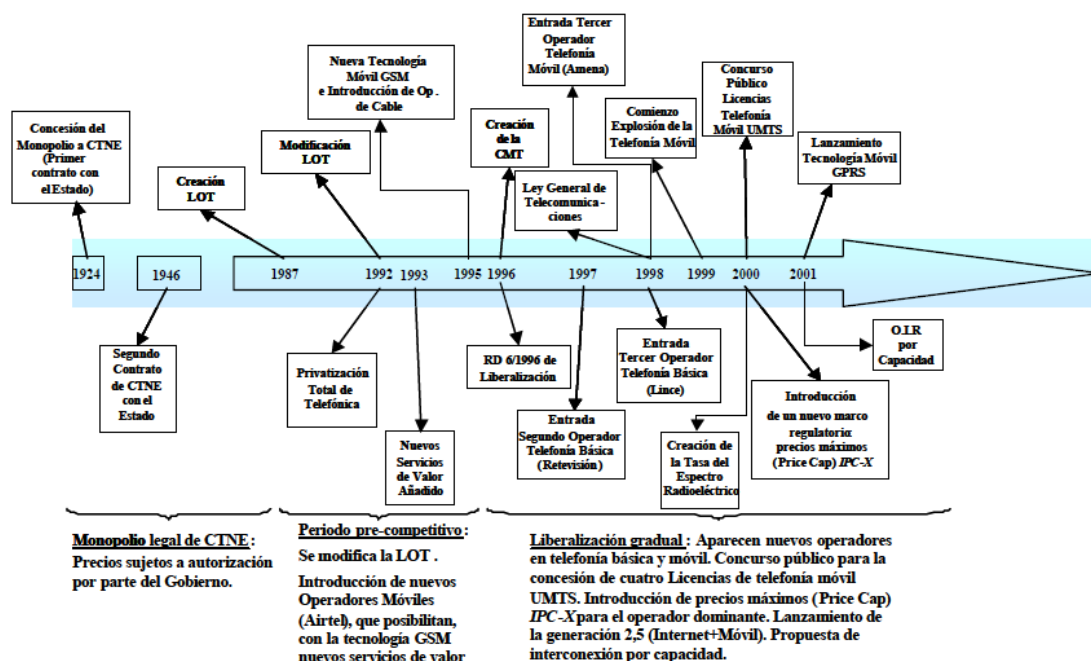 Entrada Tercer
Operador
Telefonía
Móvil (Amena)
Nueva Tecnología
Móvil GSM
e Introducción de Op .
de Cable
Concurso
Público
Licencias
Telefonía
Móvil UMTS
Concesión del
Monopolio a CTNE
(Primer
contrato con
el Estado)
Creación
LOT
Modificación
LOT
Creación
de la
CMT
Comienzo
Explosión de la
Telefonía Móvil
Lanzamiento
Tecnología Móvil
GPRS
Ley General de
Telecomunica -
ciones
1924
1946
1987
1992
1993
1995
1996
1997
1998
1999
2000
2001
Segundo
Contrato
de CTNE
con el
Estado
Privatización
Total de
Telefónica
Nuevos
Servicios
de Valor
Añadido
RD 6/1996 de
Liberalización
Entrada
Segundo Operador
Telefonía Básica
(Retevisión)
Entrada
Tercer Operador
Telefonía Básica
(Lince)
Creación de
la Tasa del
Espectro
Radioeléctrico
Introducción
de un nuevo marco
regulatorio:
precios máximos
(Price Cap) IPC-X
O.I.R
por
Capacidad
Monopolio legal de CTNE :
Precios sujetos a autorización
por parte del Gobierno.
Periodo pre-competitivo :
Se modifica la LOT .
Introducción de nuevos
Operadores Móviles
(Airtel), que posibilitan,
con la tecnología GSM
nuevos servicios de valor
Liberalización gradual : Aparecen nuevos operadores
en telefonía básica y móvil. Concurso público para la
concesión de cuatro Licencias de telefonía móvil
UMTS. Introducción de precios máximos (Price Cap)
IPC-X para el operador dominante. Lanzamiento de
la generación 2,5 (Internet+Móvil). Propuesta de
interconexión por capacidad.